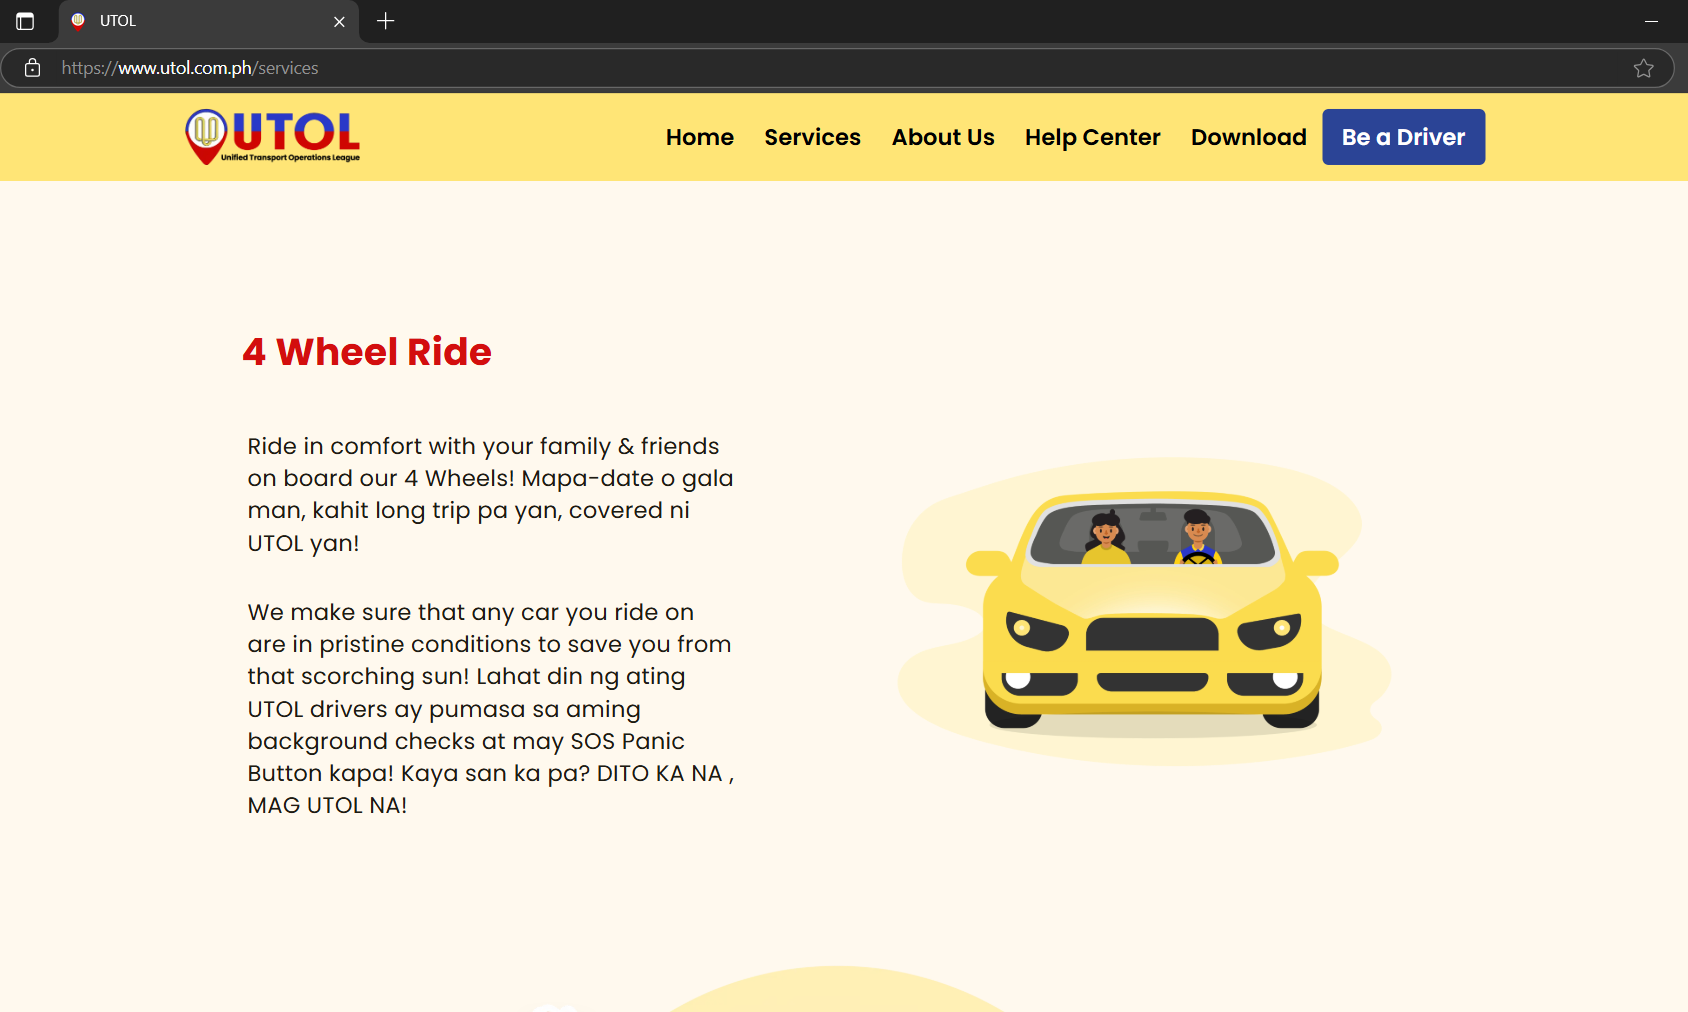 UTOL
https://www.utol.com.ph/services
UTOL
Unified Transport Operations League
Home
Services
About Us
Help Center
Download
Be a Driver
4 Wheel Ride
Ride in comfort with your family & friends
on board our 4 Wheels! Mapa-date o gala
man, kahit long trip pa yan, covered ni
UTOL yan!
We make sure that any car you ride on
are in pristine conditions to save you from
that scorching sun! Lahat din ng ating
UTOL drivers ay pumasa sa aming
background checks at may SOS Panic
Button kapa! Kaya san ka pa? DITO KA NA ,
MAG UTOL NA!